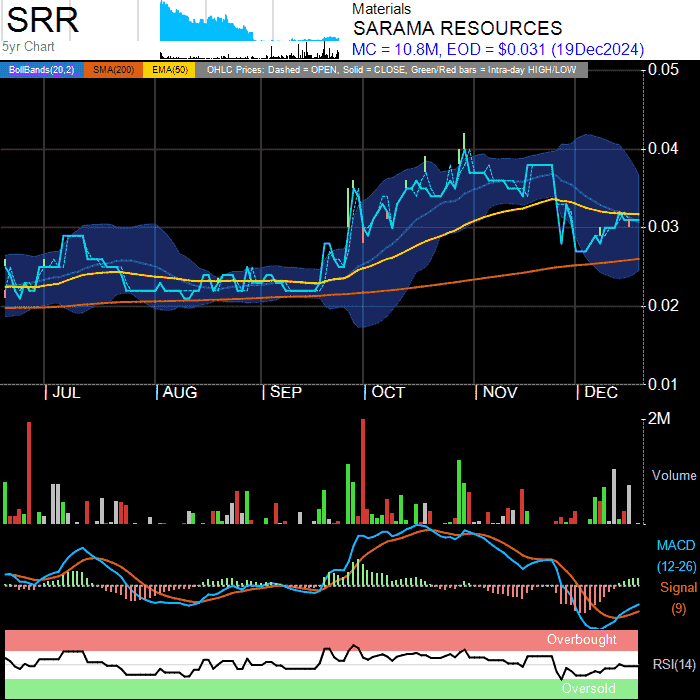 SRR
5yr Chart
Materials
SARAMA RESOURCES
MC = 10.8M, EOD = $0.031 (19Dec2024)
BollBands(20,2) SMA(200) EMA(50) OHLC Prices: Dashed = OPEN, Solid = CLOSE, Green/Red bars = Intra-day HIGH/LOW
0.05
0.04
0.03
0.02
0.01
| JUL | AUG | SEP | OCT | NOV | DEC
2M
Volume
MACD
(12-26)
Signal
(9)
Overbought
RSI(14)
Oversold